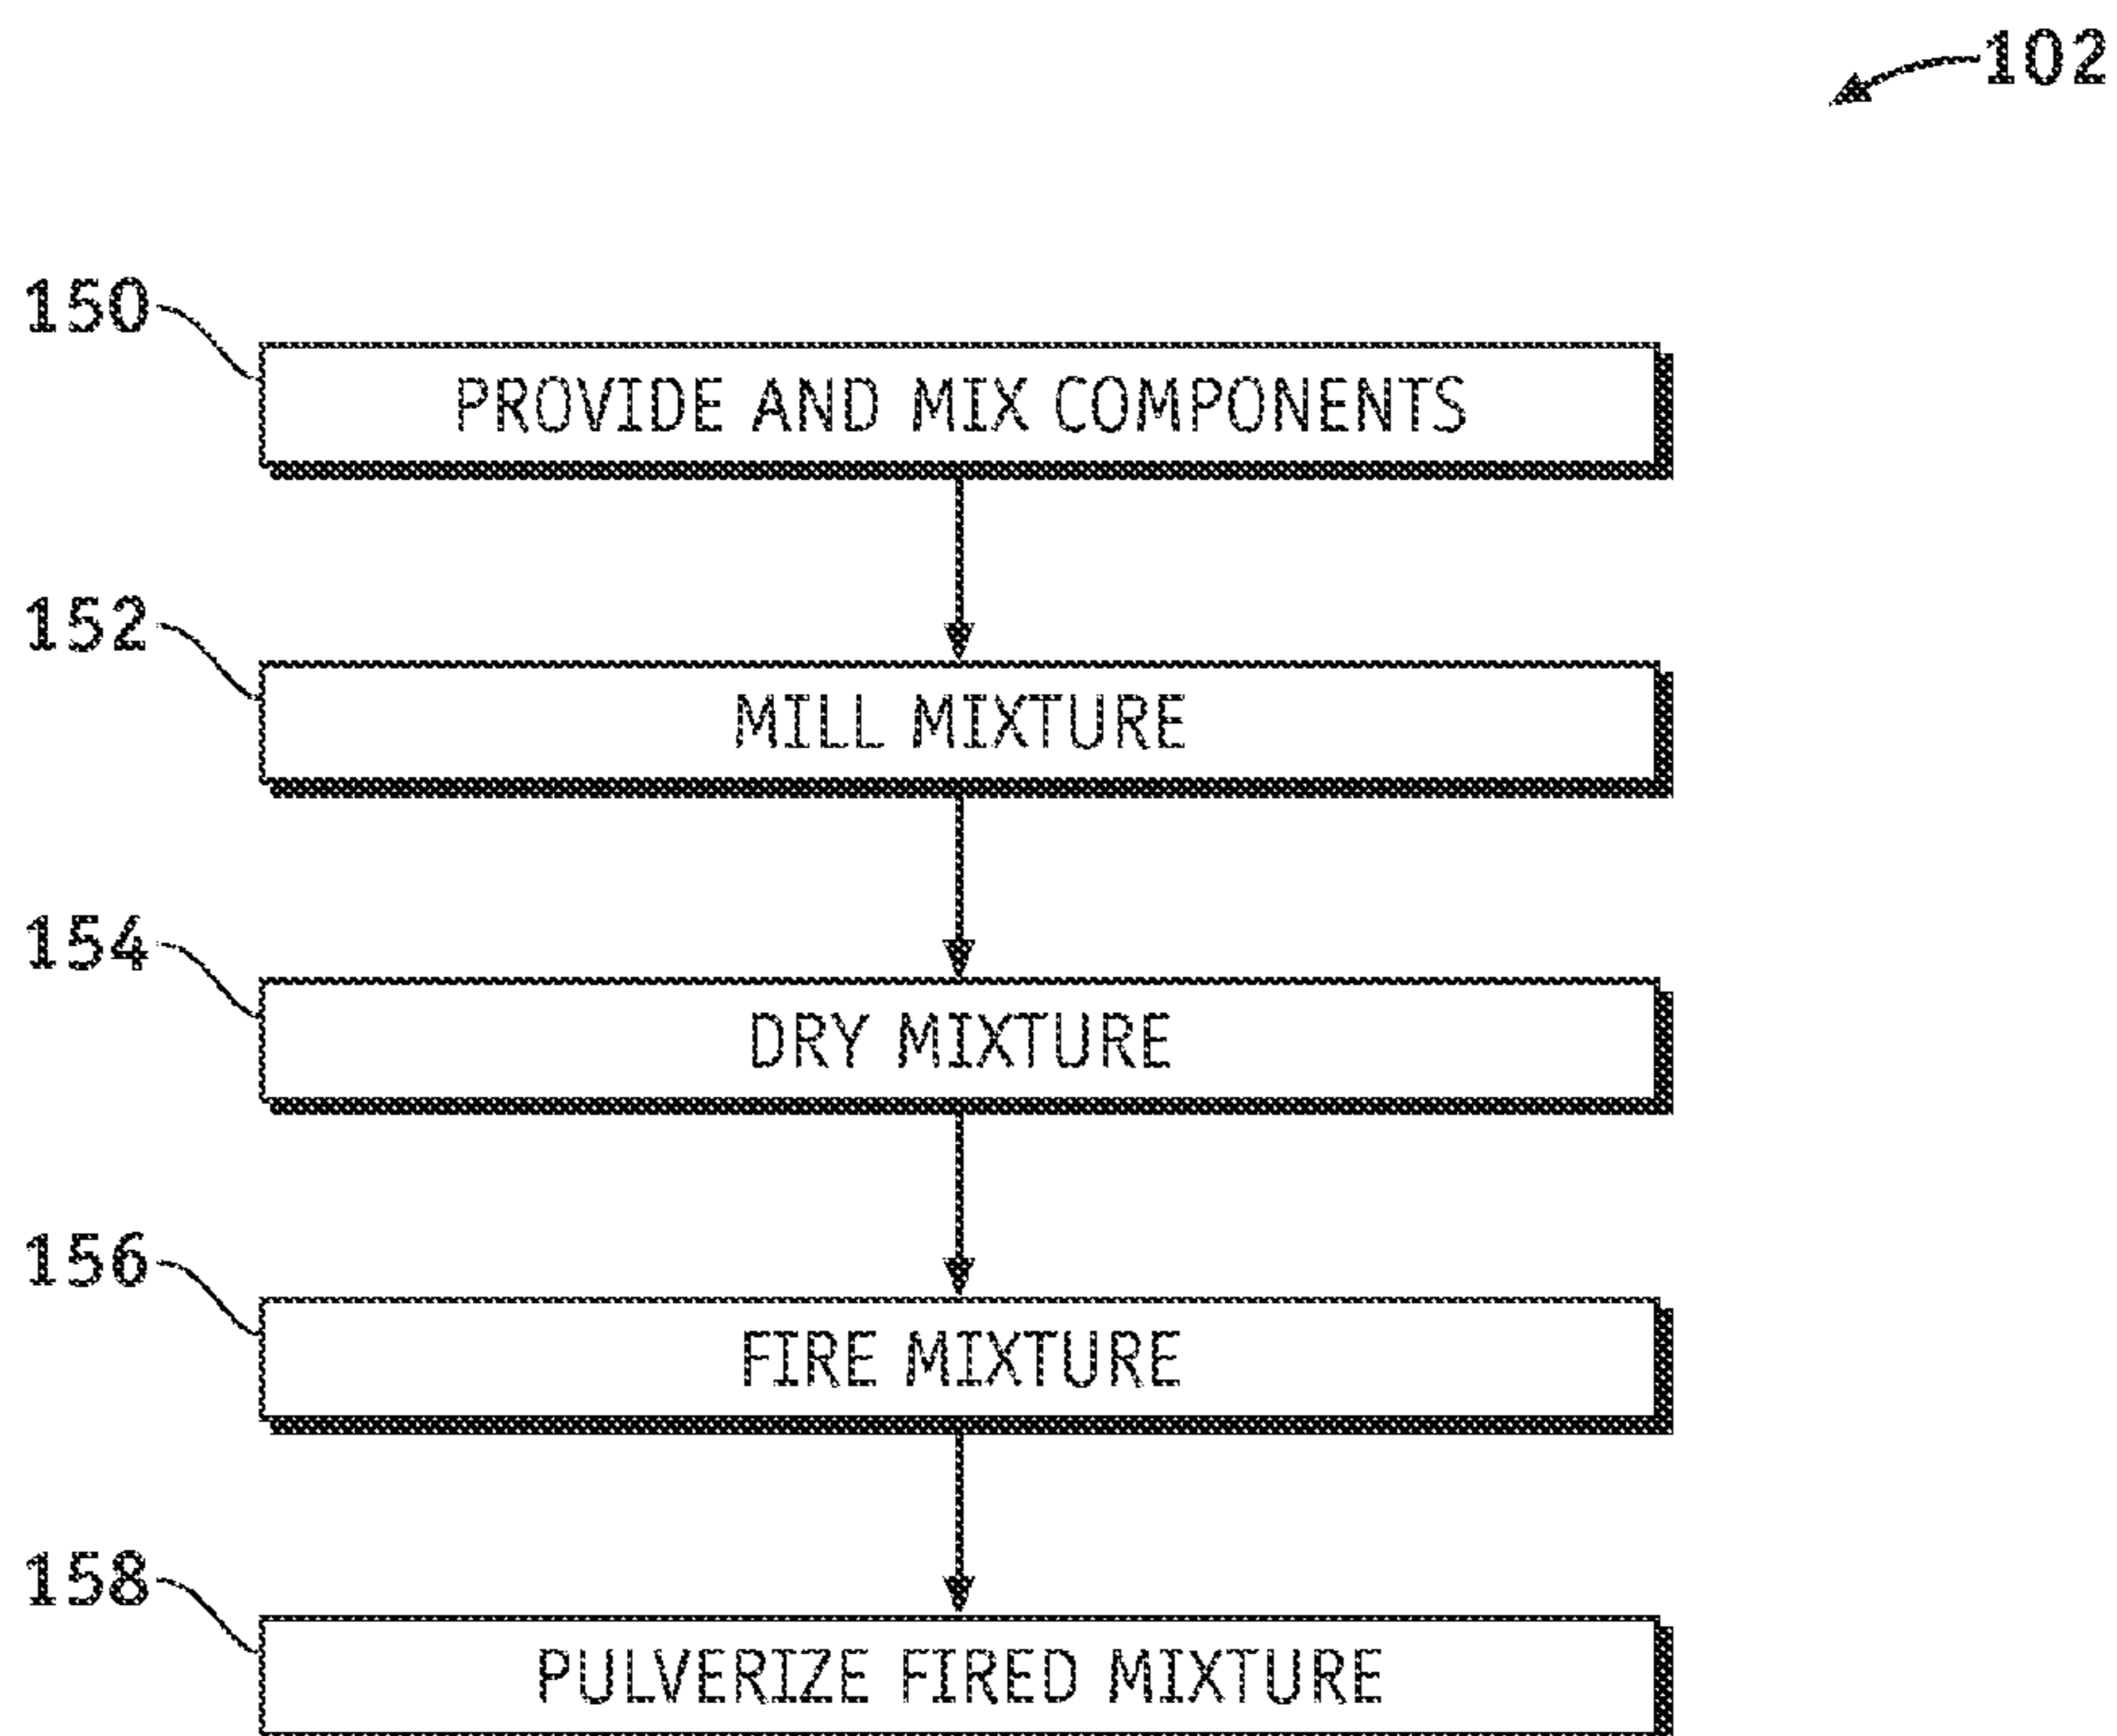 102
150
PROVIDE AND MIX COMPONENTS
152
MILL MIXTURE
154
DRY MIXTURE
156
FIRE MIXTURE
158
PULVERIZE FIRED MIXTURE